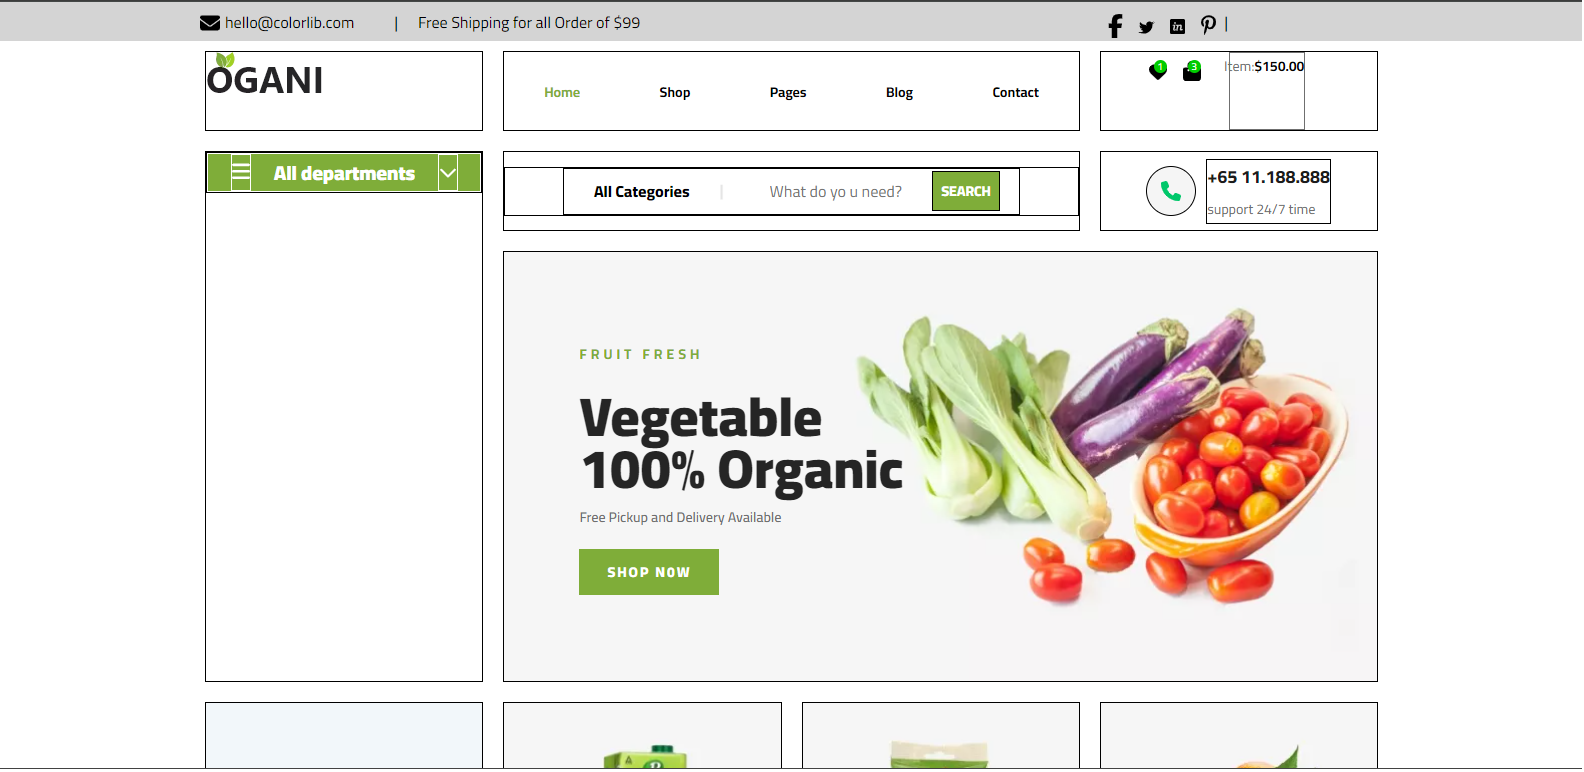 hello@colorlib.com | Free Shipping for all Order of $99 |
OGANI
Home Shop Pages Blog Contact
1 3 Item:$150.00
All departments
All Categories | What do yo u need? SEARCH
+65 11.188.888
support 24/7 time
FRUIT FRESH
Vegetable
100% Organic
Free Pickup and Delivery Available
SHOP NOW